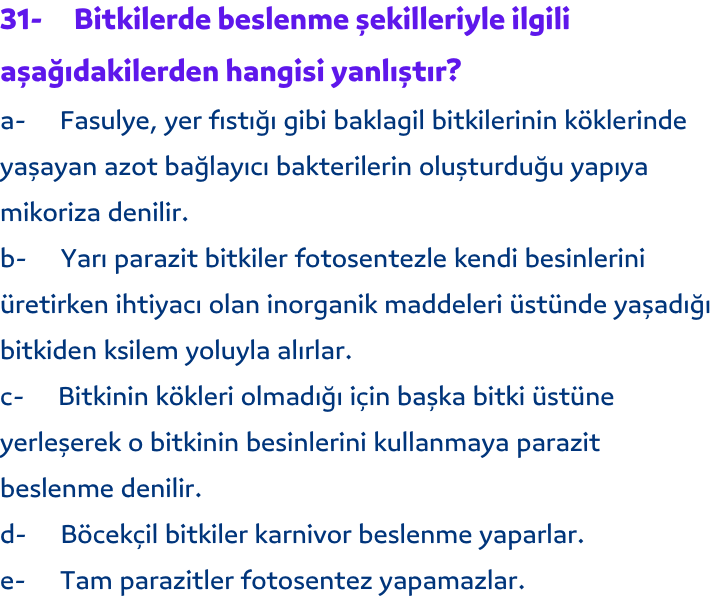 31- Bitkilerde beslenme şekilleriyle ilgili
aşağıdakilerden hangisi yanlıştır?
a- Fasulye, yer fıstığı gibi baklagil bitkilerinin köklerinde
yaşayan azot bağlayıcı bakterilerin oluşturduğu yapıya
mikoriza denilir.
b- Yarı parazit bitkiler fotosentezle kendi besinlerini
üretirken ihtiyacı olan inorganik maddeleri üstünde yaşadığı
bitkiden ksilem yoluyla alırlar.
c- Bitkinin kökleri olmadığı için başka bitki üstüne
yerleşerek o bitkinin besinlerini kullanmaya parazit
beslenme denilir.
d- Böcekçil bitkiler karnivor beslenme yaparlar.
e- Tam parazitler fotosentez yapamazlar.